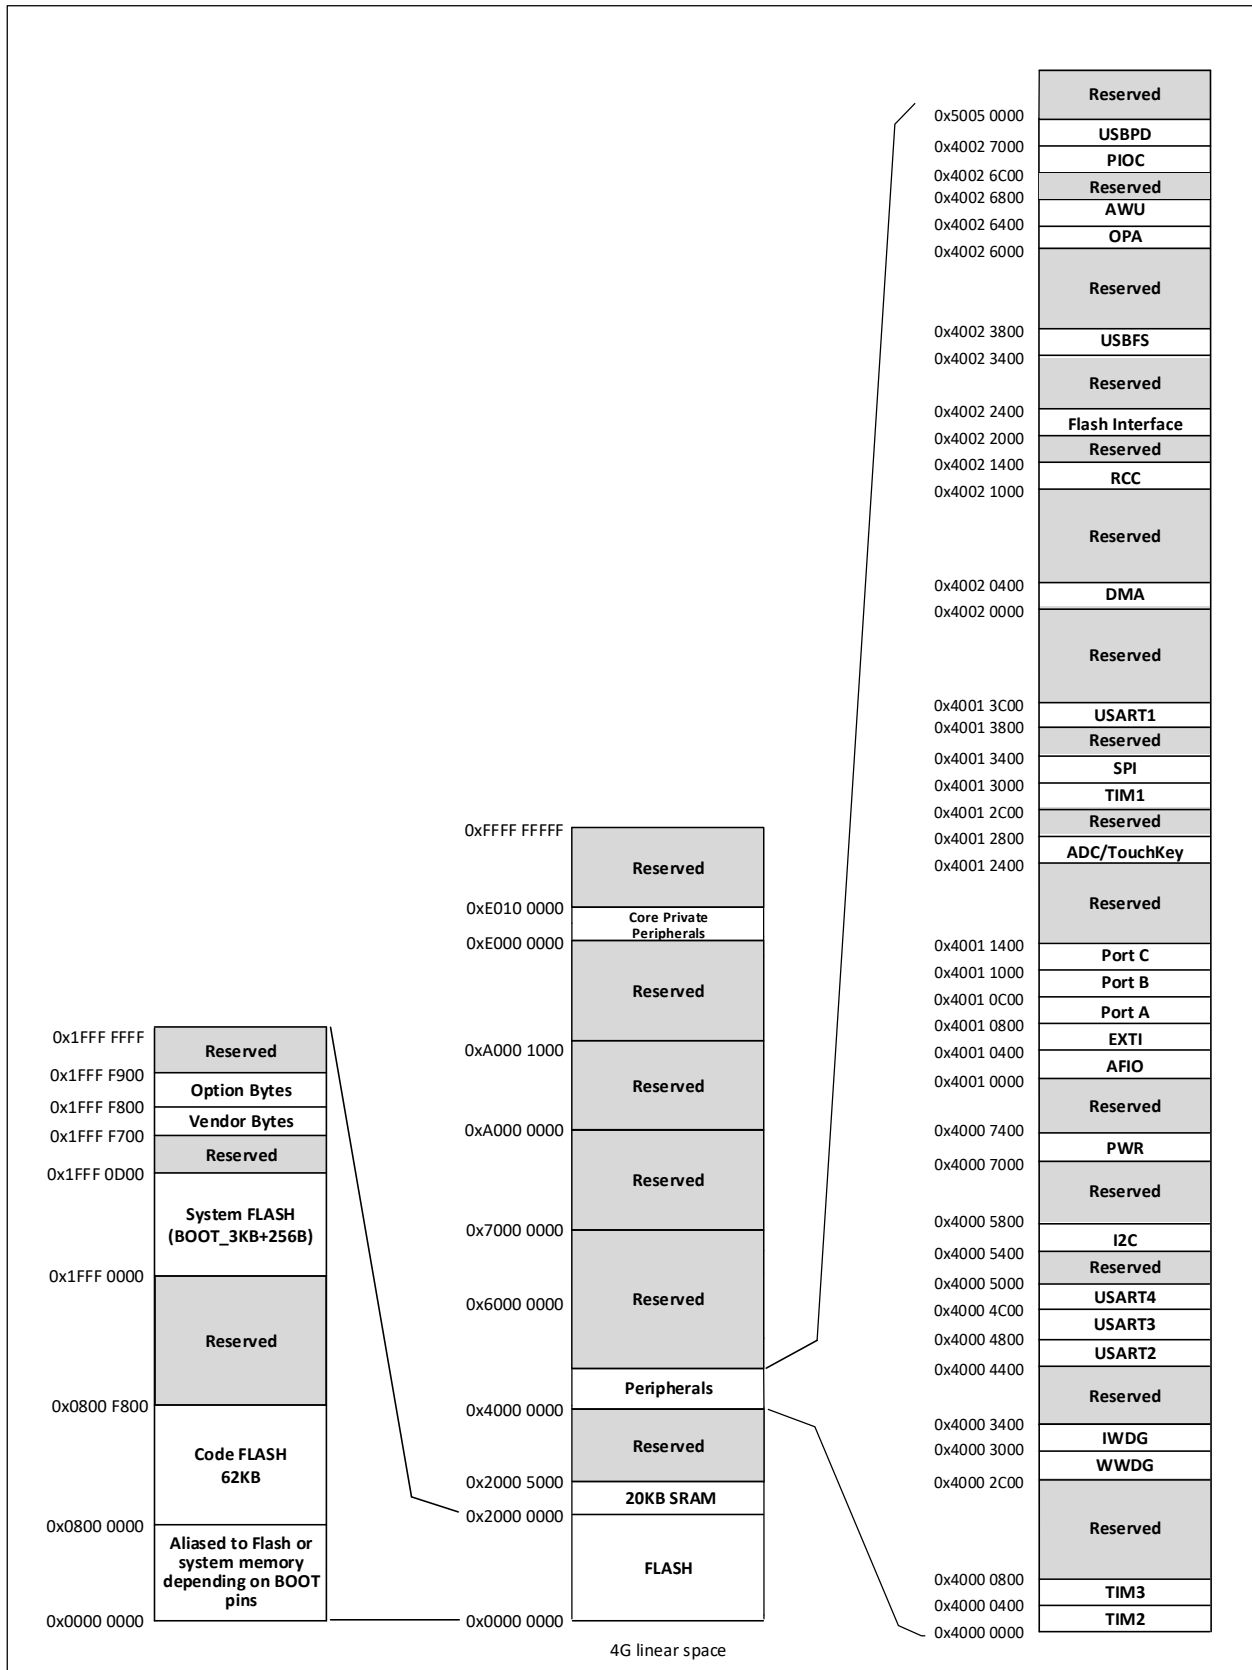 0x1FFF FFFF
Reserved
0x1FFF F900
Option Bytes
0x1FFF F800
Vendor Bytes
0x1FFF F700
Reserved
0x1FFF 0D00
System FLASH
(BOOT_3KB+256B)
0x1FFF 0000
Reserved
0x0800 F800
Code FLASH
62KB
0x0800 0000
Aliased to Flash or
system memory
depending on BOOT
pins
0x0000 0000
0xFFFF FFFFF
Reserved
0xE010 0000
Core Private
Peripherals
0xE000 0000
Reserved
0xA000 1000
Reserved
0xA000 0000
Reserved
0x7000 0000
0x6000 0000
Reserved
Peripherals
0x4000 0000
Reserved
0x2000 5000
20KB SRAM
0x2000 0000
FLASH
0x0000 0000
4G linear space
Reserved
0x5005 0000
USBPD
0x4002 7000
PIOC
0x4002 6C00
Reserved
0x4002 6800
AWU
0x4002 6400
OPA
0x4002 6000
Reserved
0x4002 3800
USBFS
0x4002 3400
Reserved
0x4002 2400
Flash Interface
0x4002 2000
Reserved
0x4002 1400
RCC
0x4002 1000
Reserved
0x4002 0400
DMA
0x4002 0000
Reserved
0x4001 3C00
USART1
0x4001 3800
Reserved
0x4001 3400
SPI
0x4001 3000
TIM1
0x4001 2C00
Reserved
0x4001 2800
ADC/TouchKey
0x4001 2400
Reserved
0x4001 1400
Port C
0x4001 1000
Port B
0x4001 0C00
Port A
0x4001 0800
EXTI
0x4001 0400
AFIO
0x4001 0000
Reserved
0x4000 7400
PWR
0x4000 7000
Reserved
0x4000 5800
I2C
0x4000 5400
Reserved
0x4000 5000
USART4
0x4000 4C00
USART3
0x4000 4800
USART2
0x4000 4400
Reserved
0x4000 3400
IWDG
0x4000 3000
WWDG
0x4000 2C00
Reserved
0x4000 0800
TIM3
0x4000 0400
TIM2
0x4000 0000